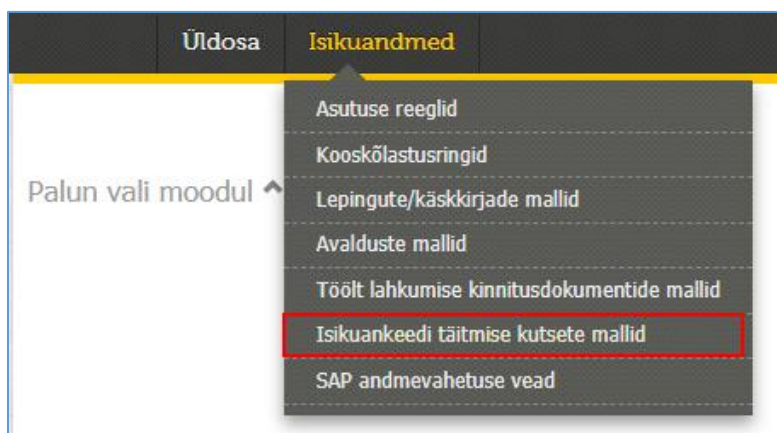 Üldosa Isikuandmed
Asutuse reeglid
Kooskõlastusringid
Palun vali moodul
Lepingute/käskkirjade mallid
Avalduste mallid
Töölt lahkumise kinnitusdokumentide mallid
Isikuankeedi täitmise kutsete mallid
SAP andmevahetuse vead